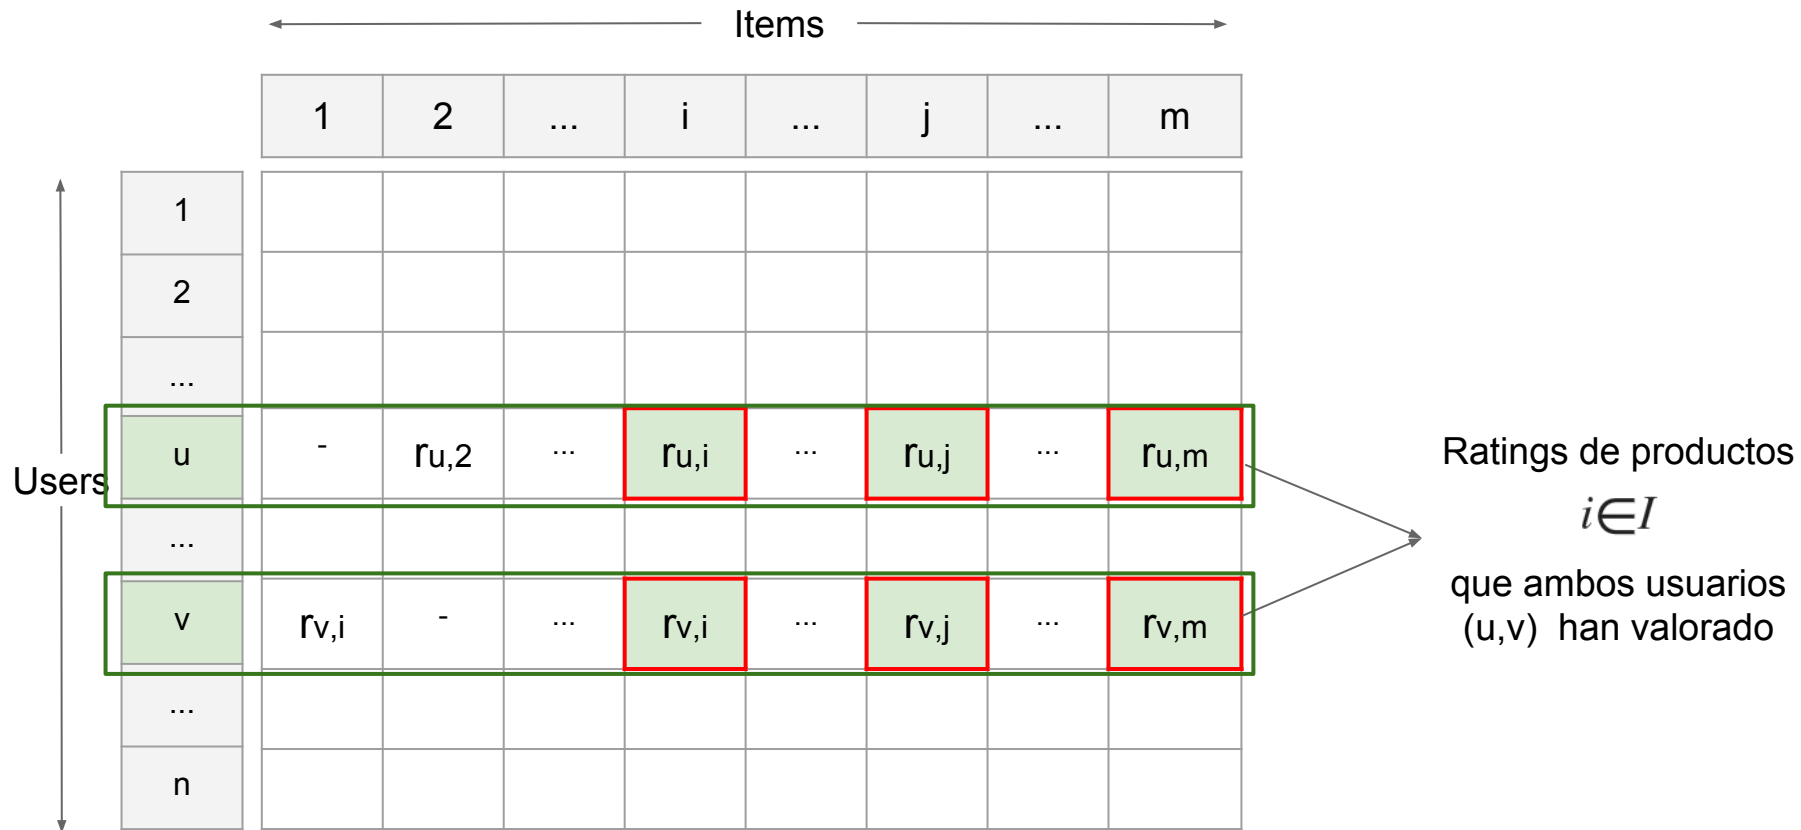 Items
1 2 ... i ... j ... m
1
2
...
u - ru,2 ... ru,i ... ru,j ... ru,m
Users
...
v rv,i - ... rv,i ... rv,j ... rv,m
...
n
Ratings de productos
i∈I
que ambos usuarios
(u,v) han valorado